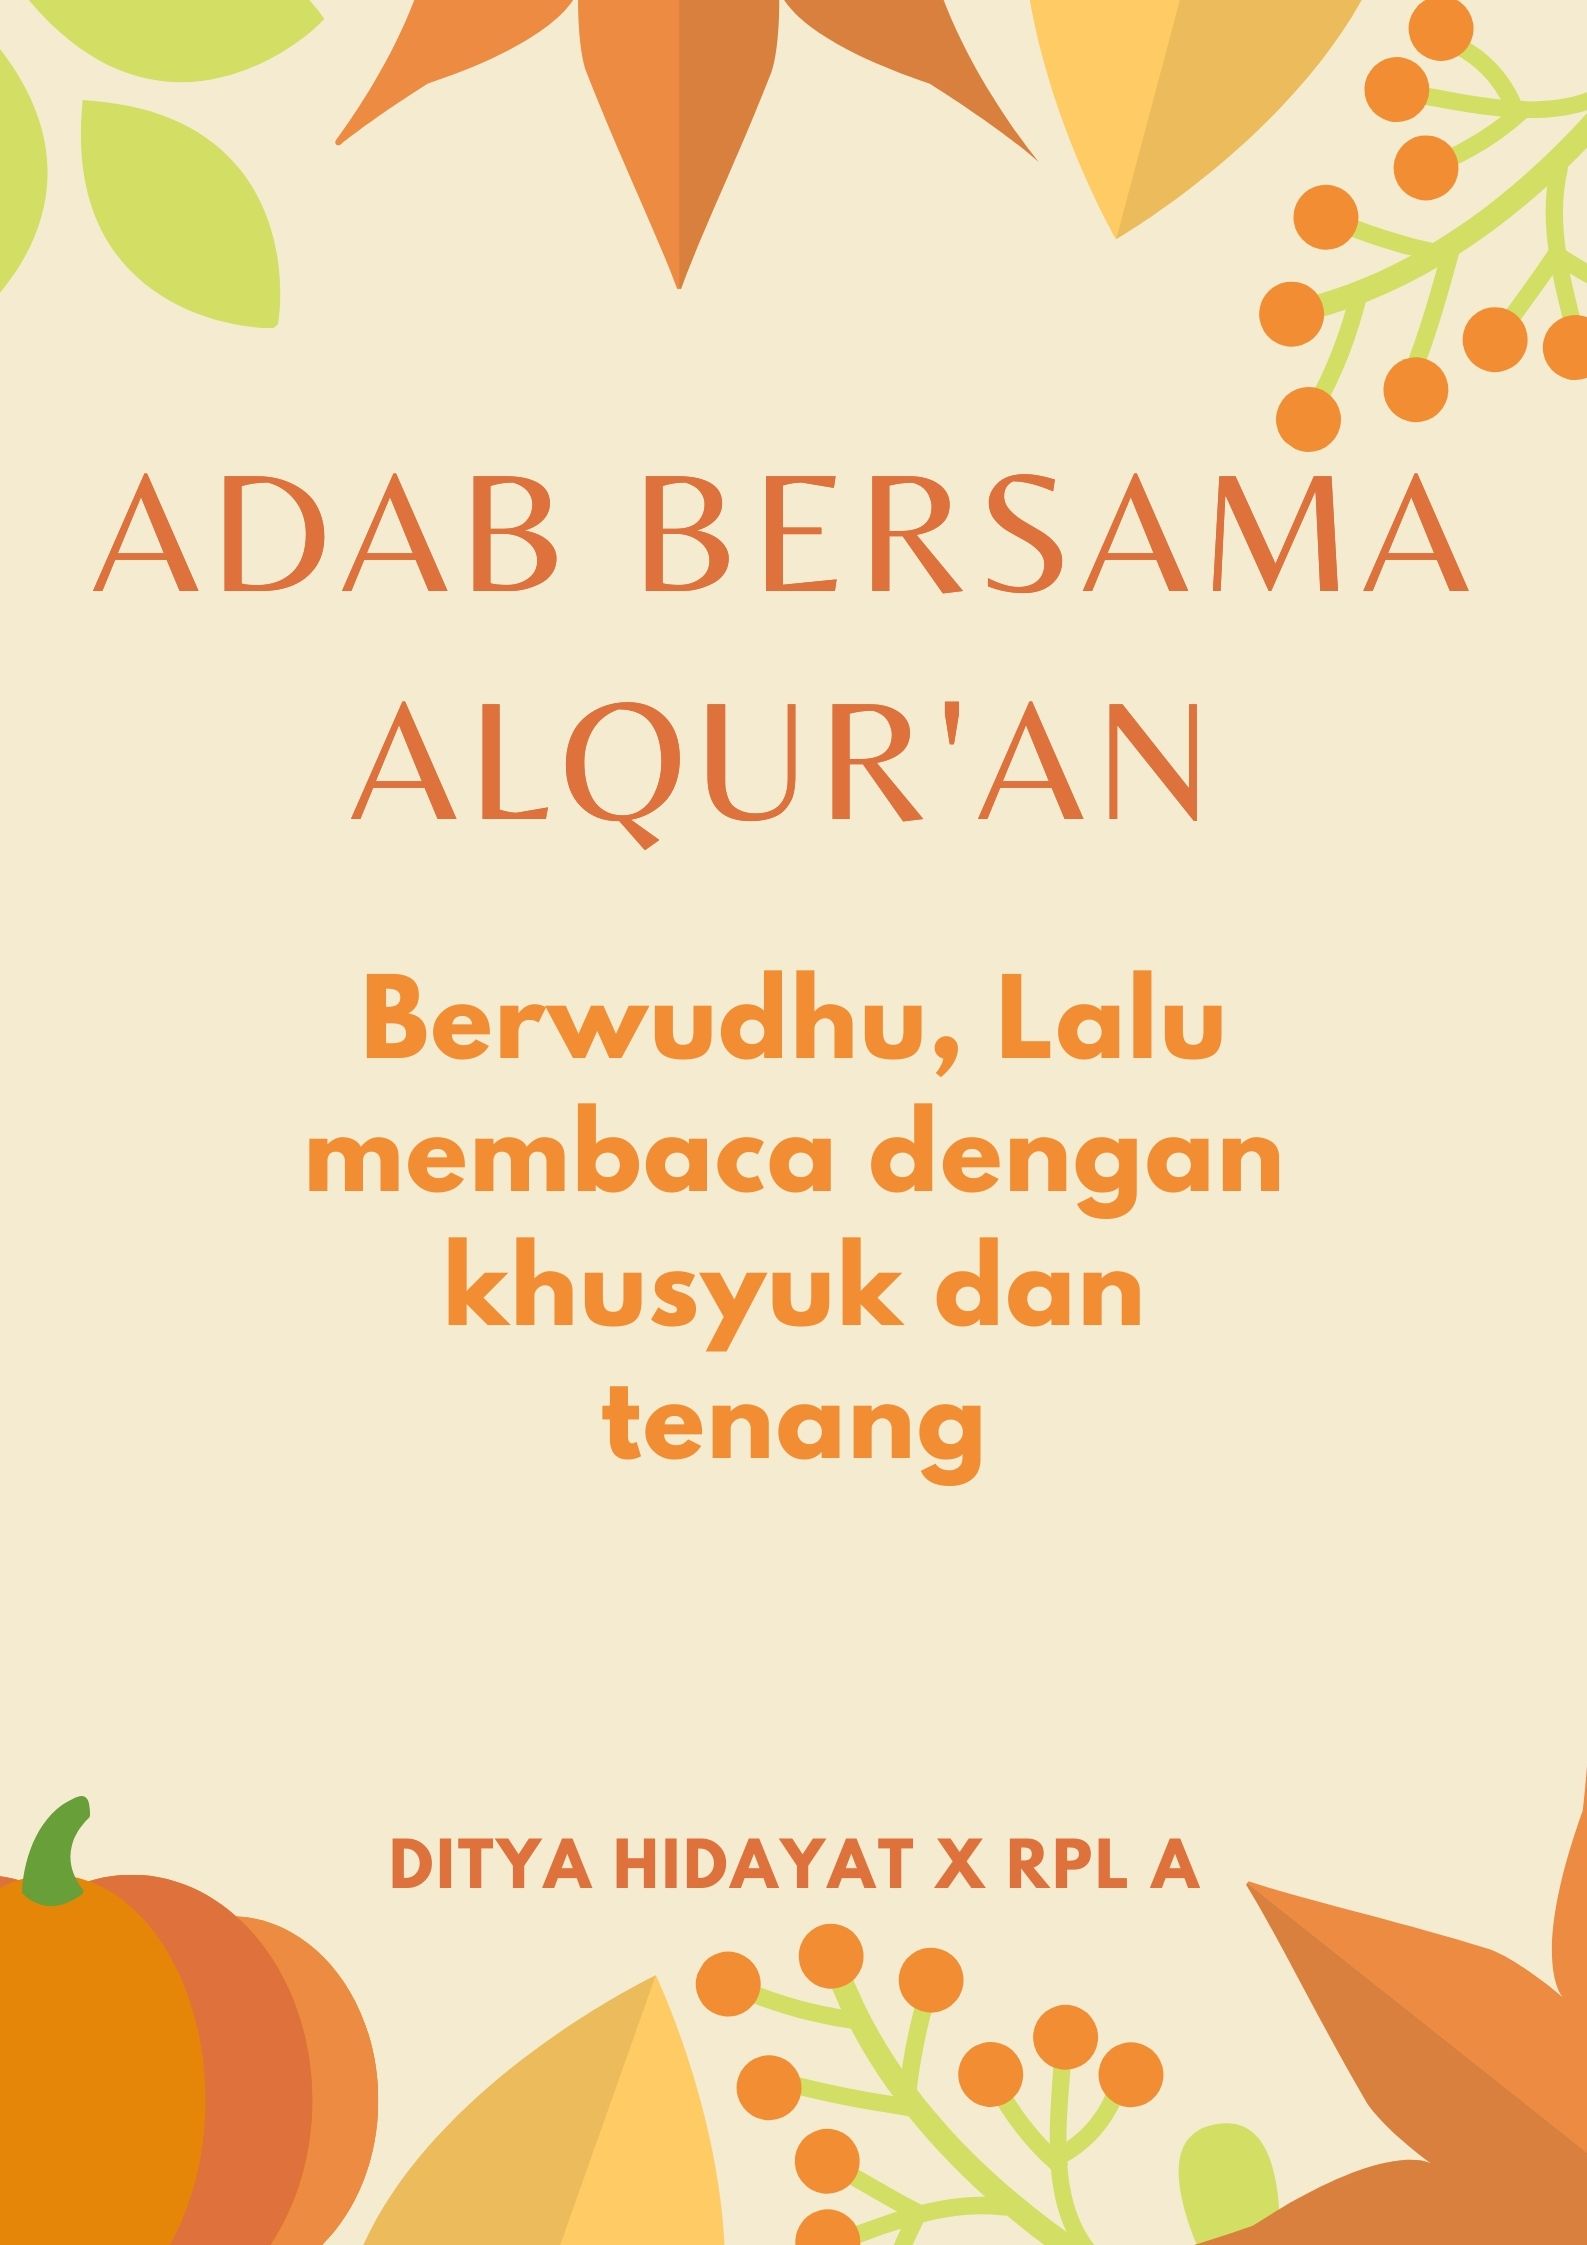 ADAB BERSAMA
ALQUR'AN
Berwudhu, Lalu
membaca dengan
khusyuk dan
tenang
DITYA HIDAYAT X RPL A